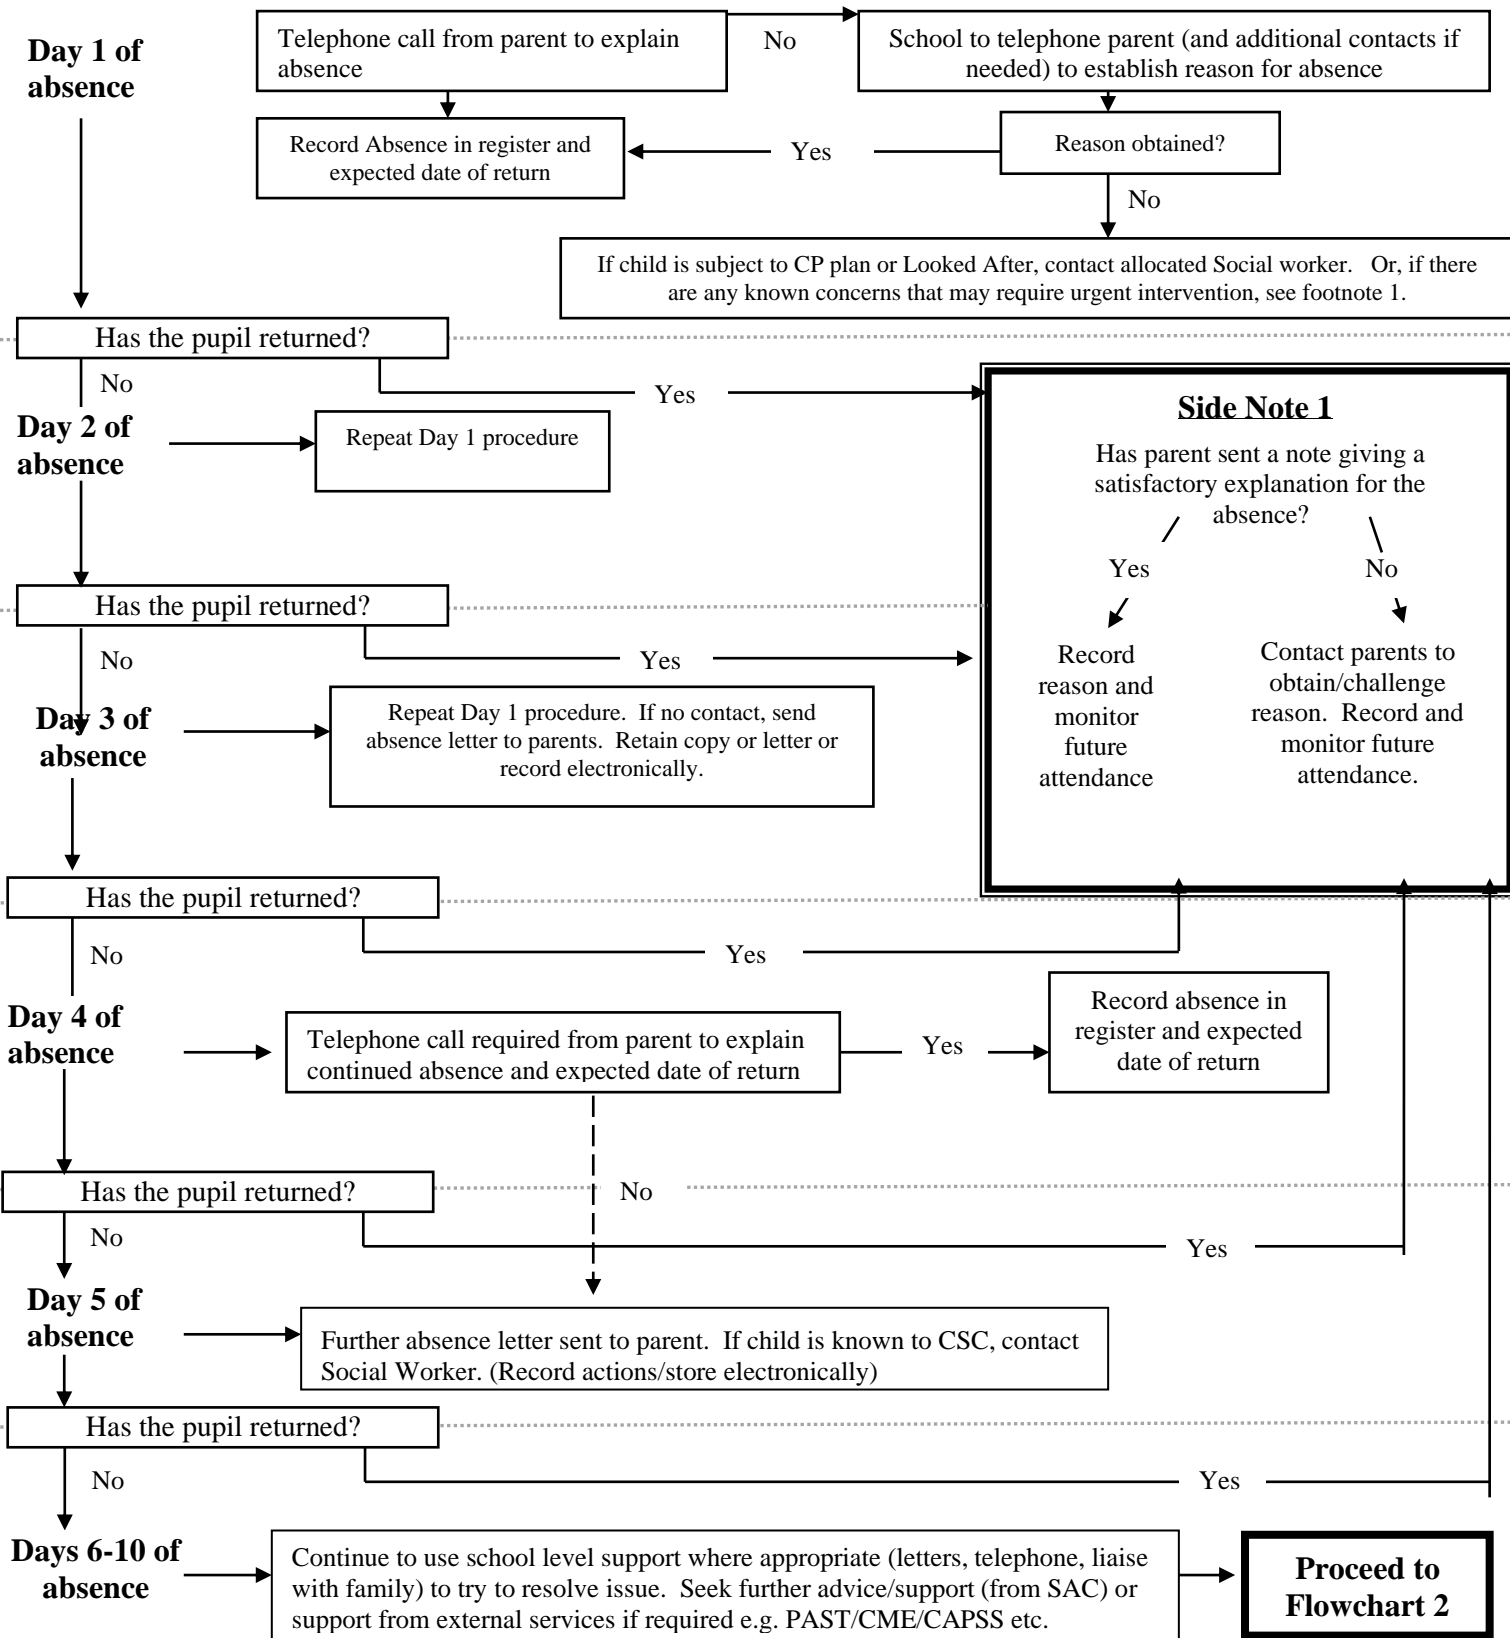 Day 1 of
absence
Telephone call from parent to explain
absence
No
School to telephone parent (and additional contacts if
needed) to establish reason for absence
Record Absence in register and
expected date of return
Yes
Reason obtained?
No
If child is subject to CP plan or Looked After, contact allocated Social worker.   Or, if there
are any known concerns that may require urgent intervention, see footnote 1.
Has the pupil returned?
No
Yes
Day 2 of
absence
Repeat Day 1 procedure
Side Note 1
Has parent sent a note giving a
satisfactory explanation for the
absence?
Yes
No
Record
reason and
monitor
future
attendance
Contact parents to
obtain/challenge
reason.  Record and
monitor future
attendance.
Has the pupil returned?
No
Yes
Day 3 of
absence
Repeat Day 1 procedure.  If no contact, send
absence letter to parents.  Retain copy or letter or
record electronically.
Has the pupil returned?
No
Yes
Day 4 of
absence
Telephone call required from parent to explain
continued absence and expected date of return
Yes
Record absence in
register and expected
date of return
No
Has the pupil returned?
No
Yes
Day 5 of
absence
Further absence letter sent to parent.  If child is known to CSC, contact
Social Worker. (Record actions/store electronically)
Has the pupil returned?
No
Yes
Days 6-10 of
absence
Continue to use school level support where appropriate (letters, telephone, liaise
with family) to try to resolve issue.  Seek further advice/support (from SAC) or
support from external services if required e.g. PAST/CME/CAPSS etc.
Proceed to
Flowchart 2